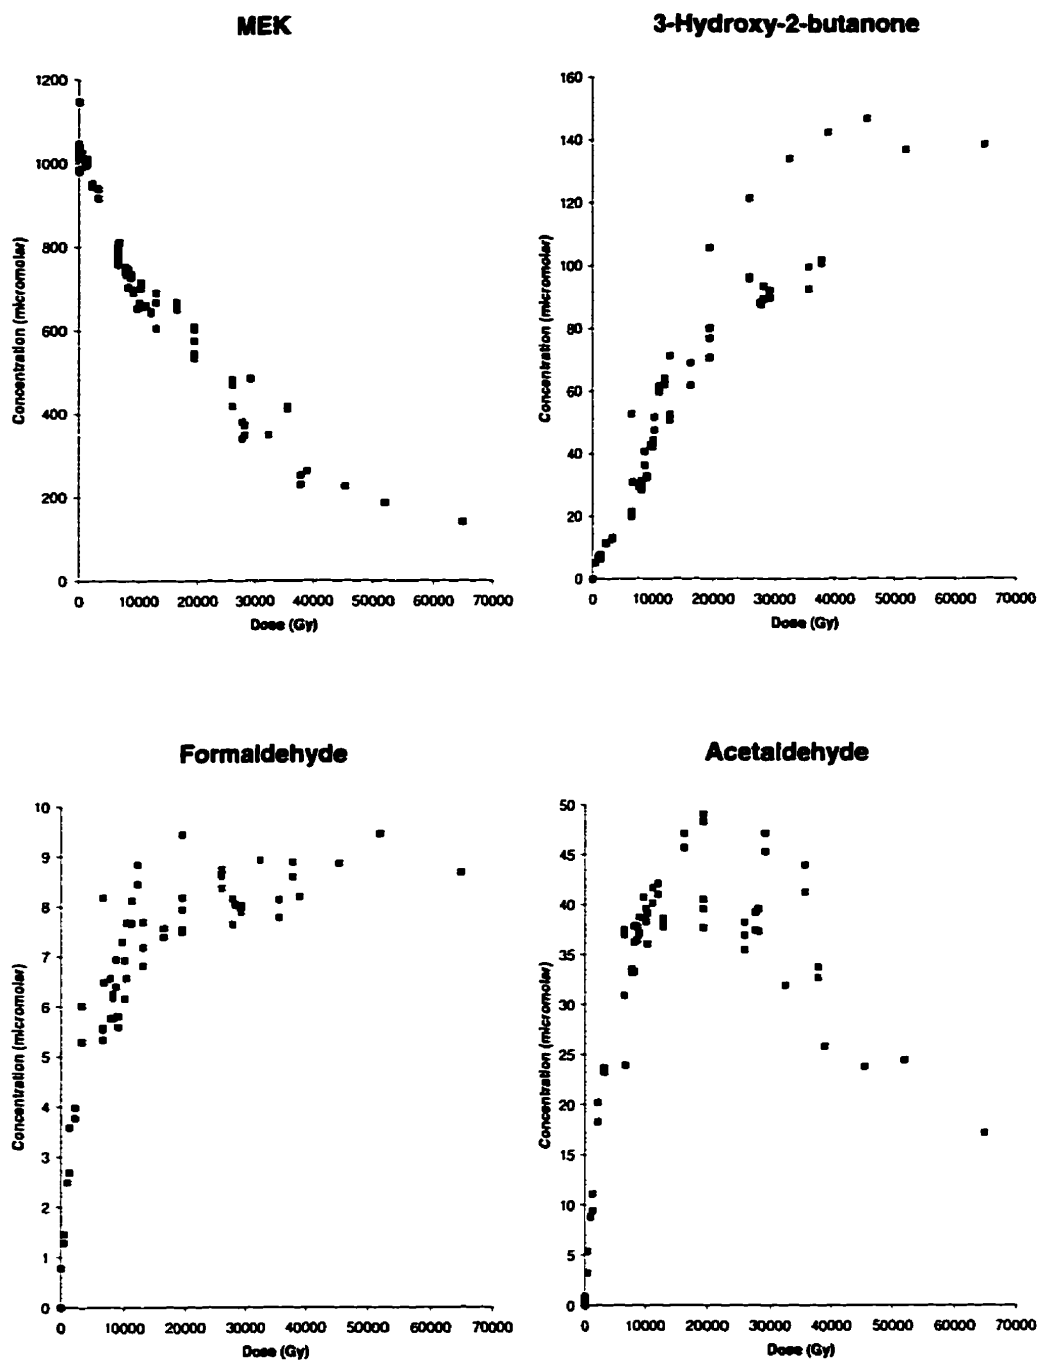 MEK
Concentration (micromolar)
1200
1000
800
600
400
200
0
0 10000 20000 30000 40000 50000 60000 70000
Dose (Gy)
3-Hydroxy-2-butanone
Concentration (micromolar)
160
140
120
100
80
60
40
20
0
0 10000 20000 30000 40000 50000 60000 70000
Dose (Gy)
Formaldehyde
Concentration (micromolar)
10
9
8
7
6
5
4
3
2
1
0
0 10000 20000 30000 40000 50000 60000 70000
Dose (Gy)
Acetaldehyde
Concentration (micromolar)
50
45
40
35
30
25
20
15
10
5
0
0 10000 20000 30000 40000 50000 60000 70000
Dose (Gy)